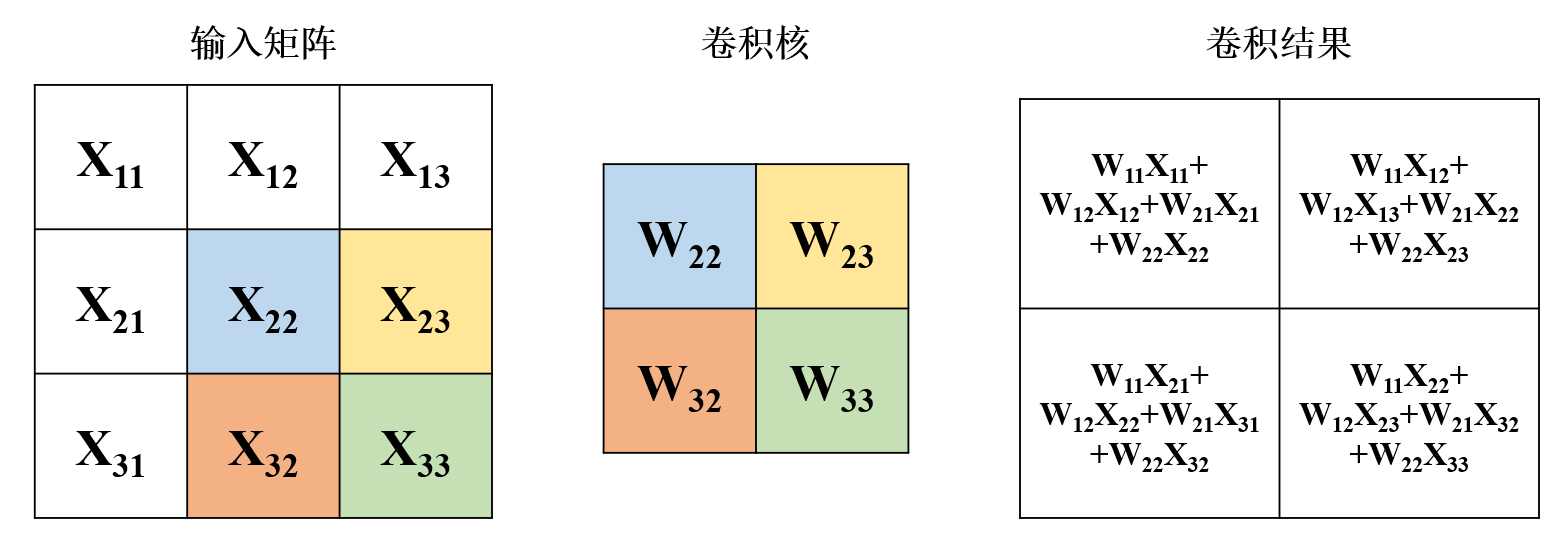 输入矩阵
卷积核
卷积结果
X₁₁ X₁₂ X₁₃
X₂₁ X₂₂ X₂₃
X₃₁ X₃₂ X₃₃
W₂₂ W₂₃
W₃₂ W₃₃
W₁₁X₁₁+
W₁₂X₁₂+W₂₁X₂₁
+W₂₂X₂₂
W₁₁X₁₂+
W₁₂X₁₃+W₂₁X₂₂
+W₂₂X₂₃
W₁₁X₂₁+
W₁₂X₂₂+W₂₁X₃₁
+W₂₂X₃₂
W₁₁X₂₂+
W₁₂X₂₃+W₂₁X₃₂
+W₂₂X₃₃